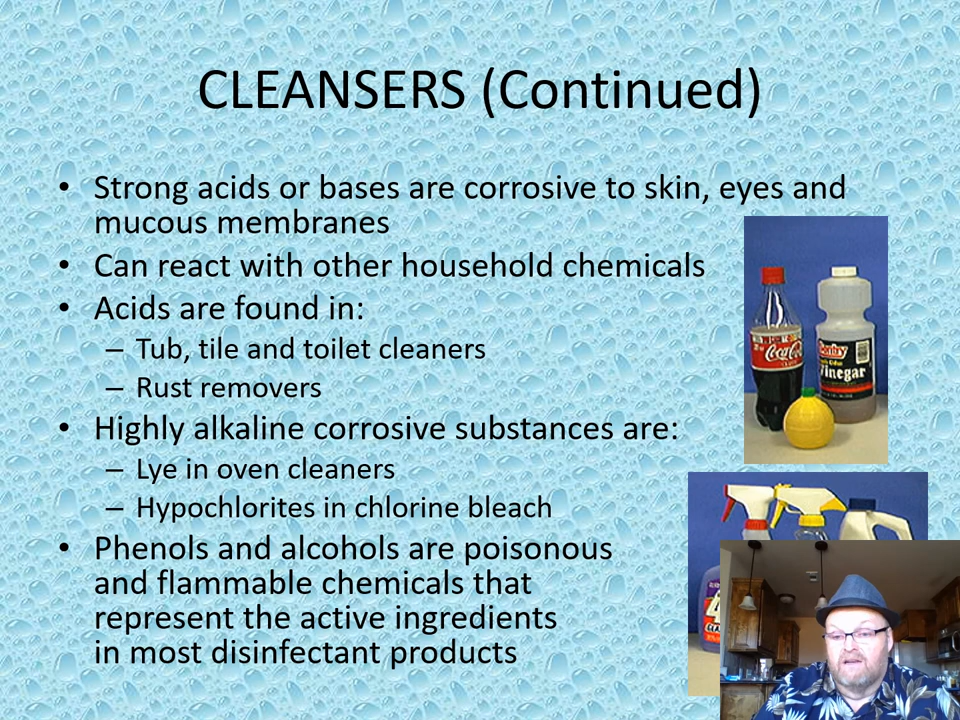 CLEANSERS (Continued)
• Strong acids or bases are corrosive to skin, eyes and
mucous membranes
• Can react with other household chemicals
• Acids are found in:
– Tub, tile and toilet cleaners
– Rust removers
• Highly alkaline corrosive substances are:
– Lye in oven cleaners
– Hypochlorites in chlorine bleach
• Phenols and alcohols are poisonous
and flammable chemicals that
represent the active ingredients
in most disinfectant products
Coca-Cola
Vinegar